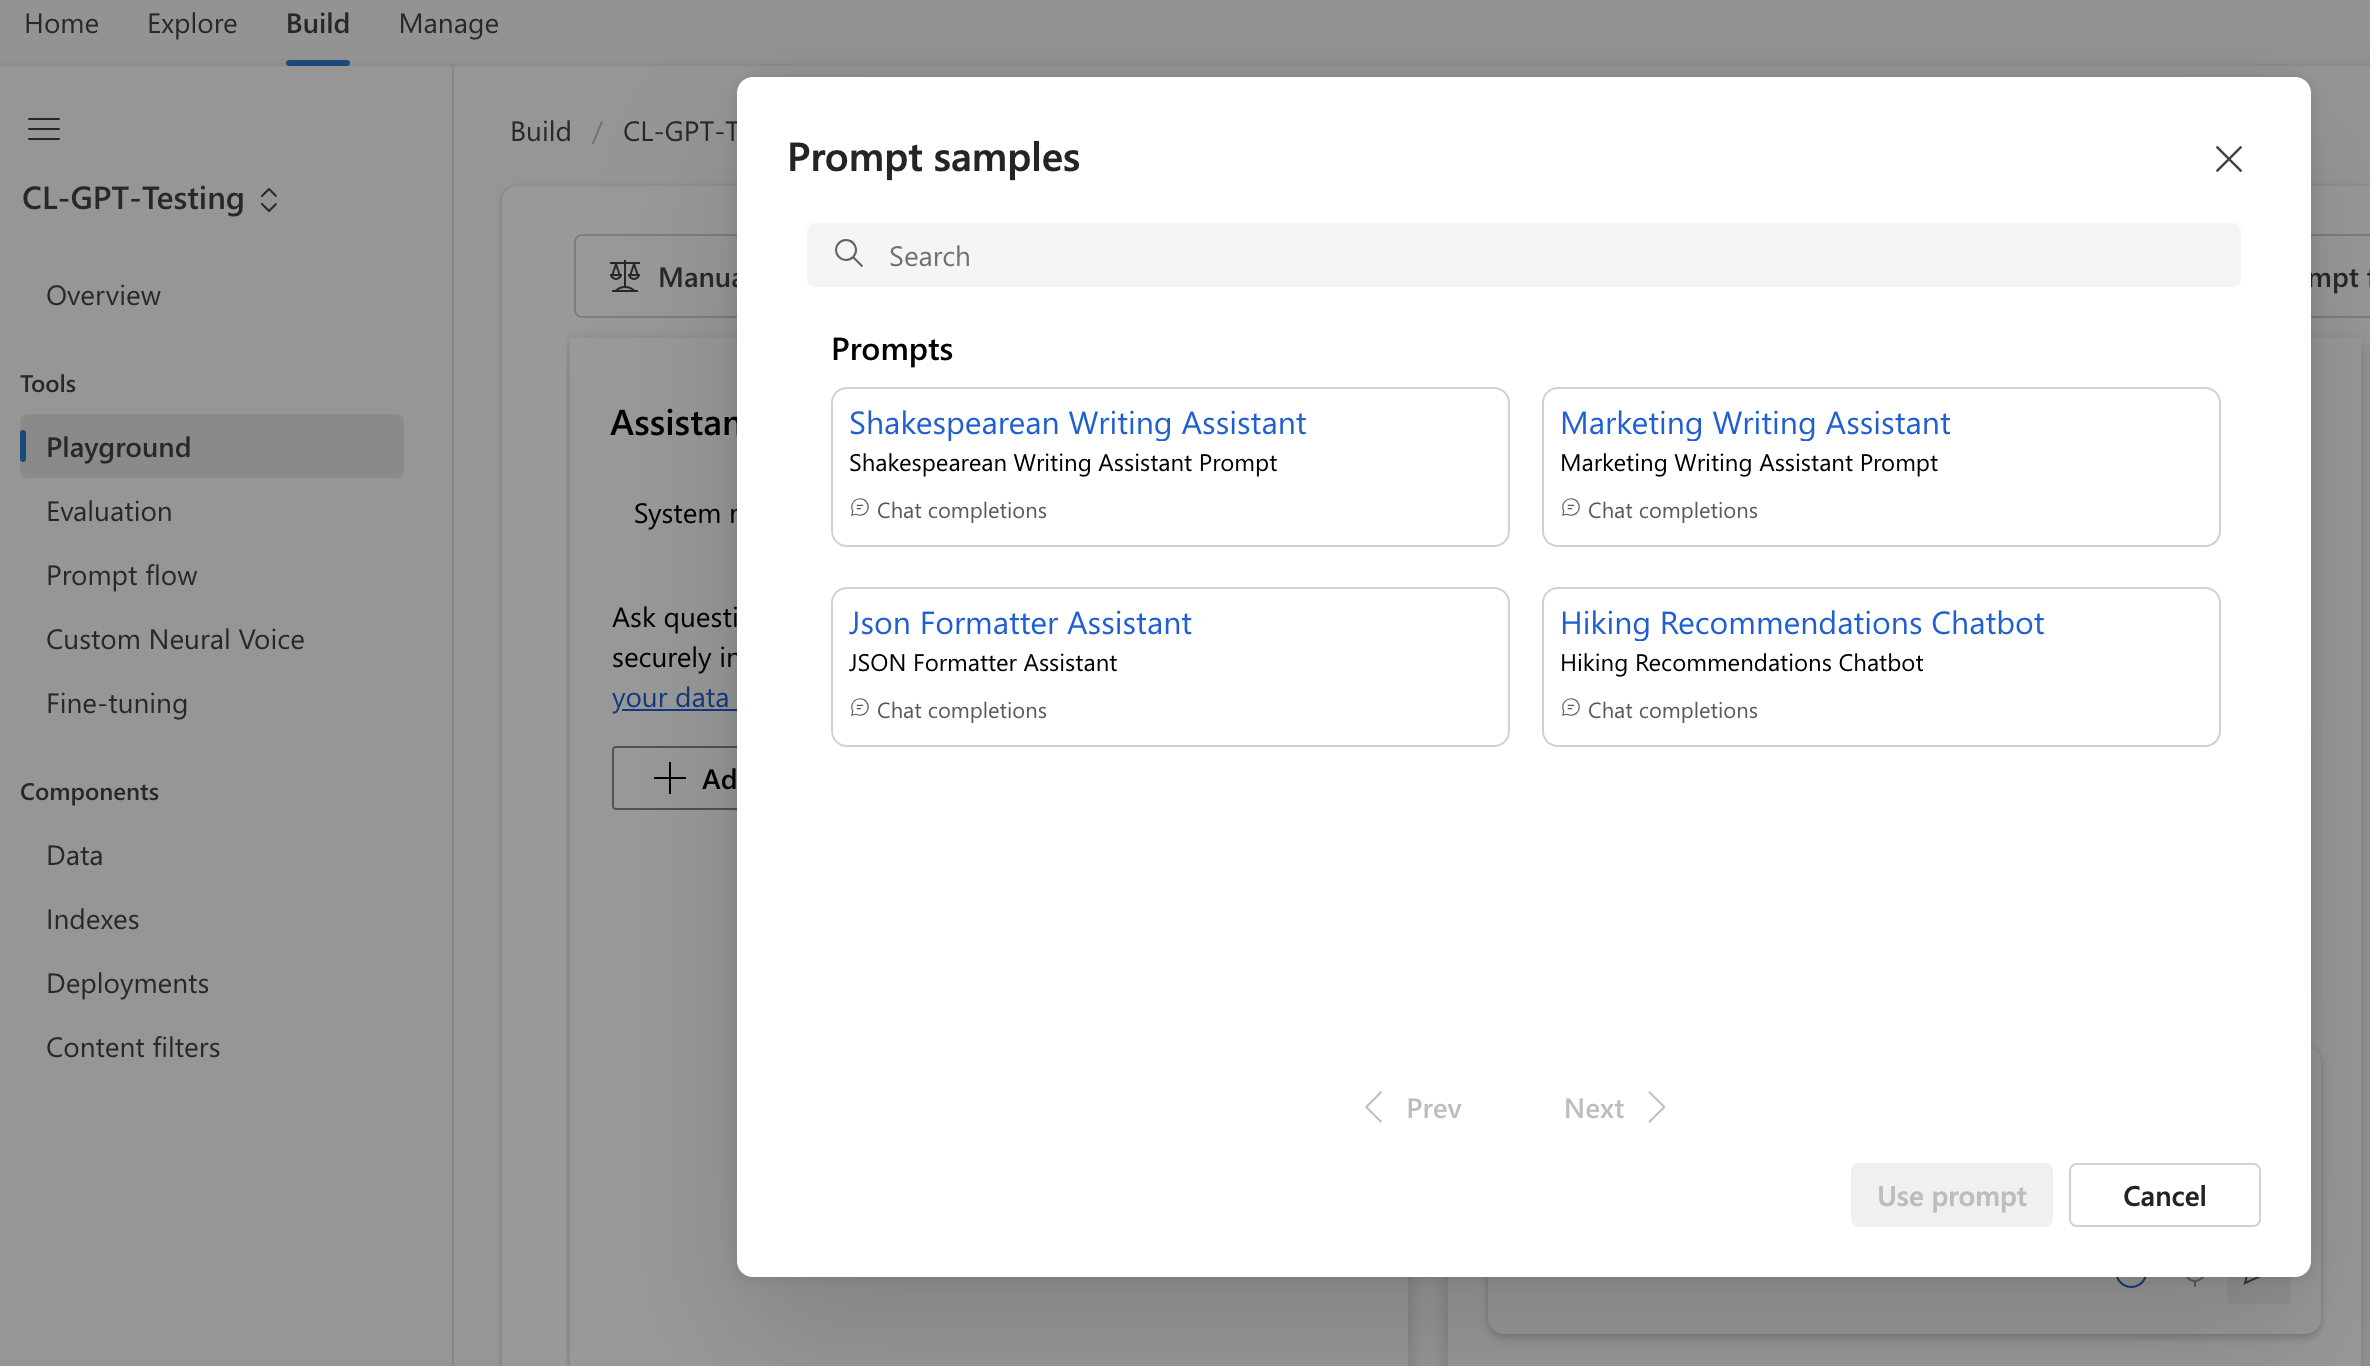 Home Explore Build Manage
CL-GPT-Testing
Overview
Tools
Playground
Evaluation
Prompt flow
Custom Neural Voice
Fine-tuning
Components
Data
Indexes
Deployments
Content filters
Build / CL-GPT-T
Manua
mpt f
Assistan
System r
Ask questi
securely in
your data
Ad
Prompt samples
Search
Prompts
Shakespearean Writing Assistant
Shakespearean Writing Assistant Prompt
Chat completions
Marketing Writing Assistant
Marketing Writing Assistant Prompt
Chat completions
Json Formatter Assistant
JSON Formatter Assistant
Chat completions
Hiking Recommendations Chatbot
Hiking Recommendations Chatbot
Chat completions
Prev Next
Use prompt Cancel